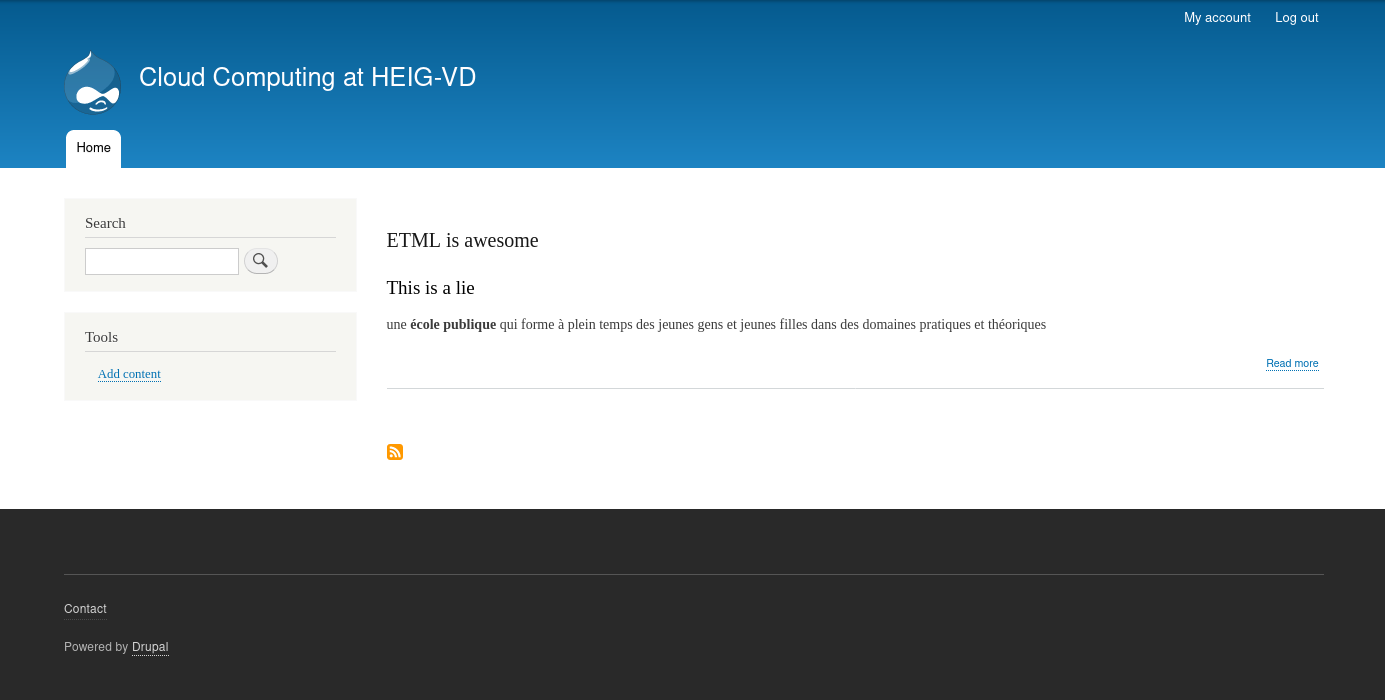 My account
Log out
Cloud Computing at HEIG-VD
Home
Search
Tools
Add content
ETML is awesome
This is a lie
une école publique qui forme à plein temps des jeunes gens et jeunes filles dans des domaines pratiques et théoriques
Read more
Contact
Powered by Drupal